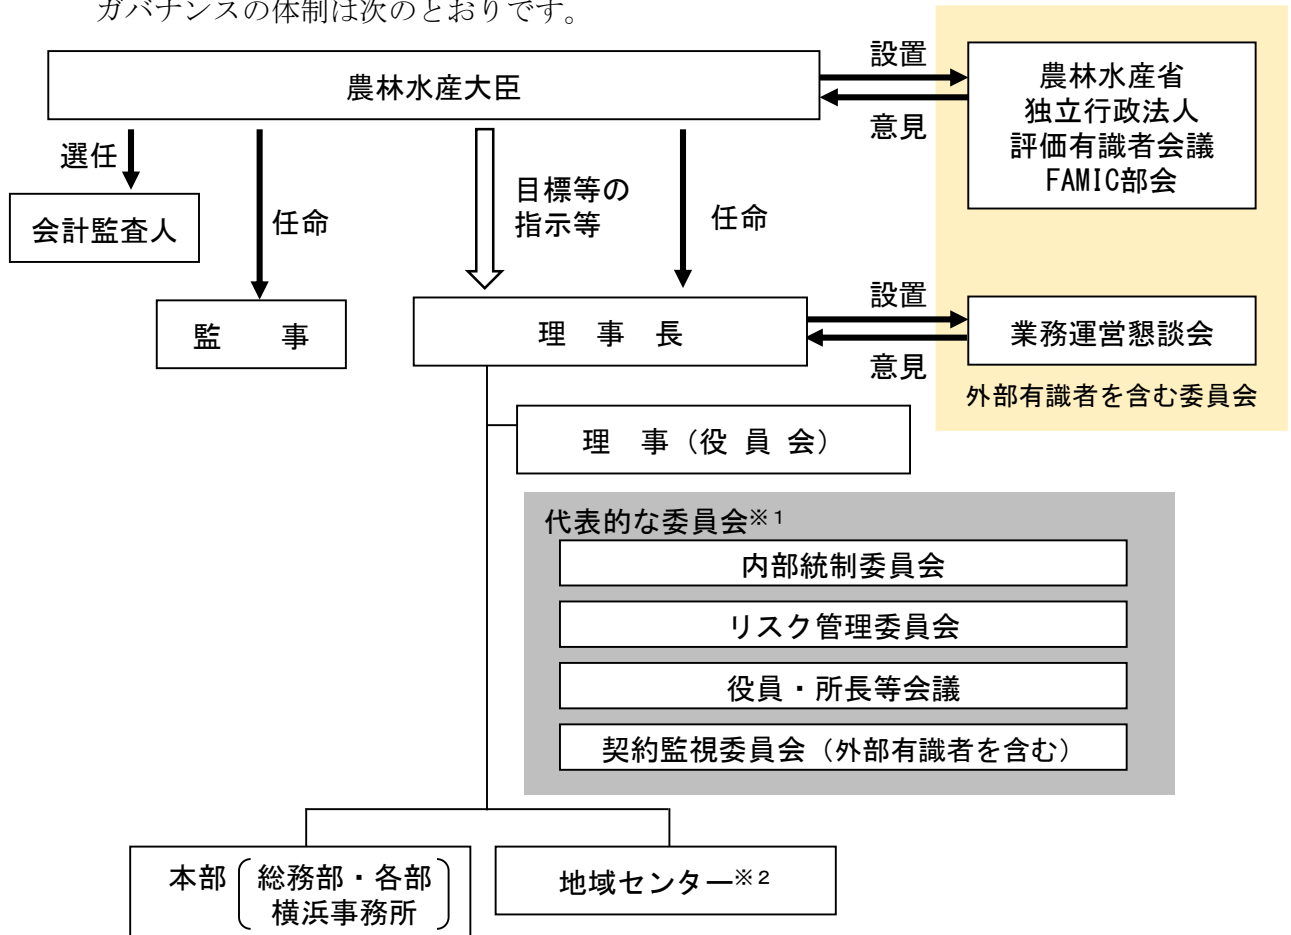 ガバナンスの体制は次のとおりです。
農林水産大臣
設置
意見
農林水産省
独立行政法人
評価有識者会議
FAMIC部会
選任
会計監査人
任命
目標等の
指示等
任命
監　事
理　事　長
設置
意見
業務運営懇談会
外部有識者を含む委員会
理　事（役 員 会）
代表的な委員会※1
内部統制委員会
リスク管理委員会
役員・所長等会議
契約監視委員会（外部有識者を含む）
本部
総務部・各部
横浜事務所
地域センター※2